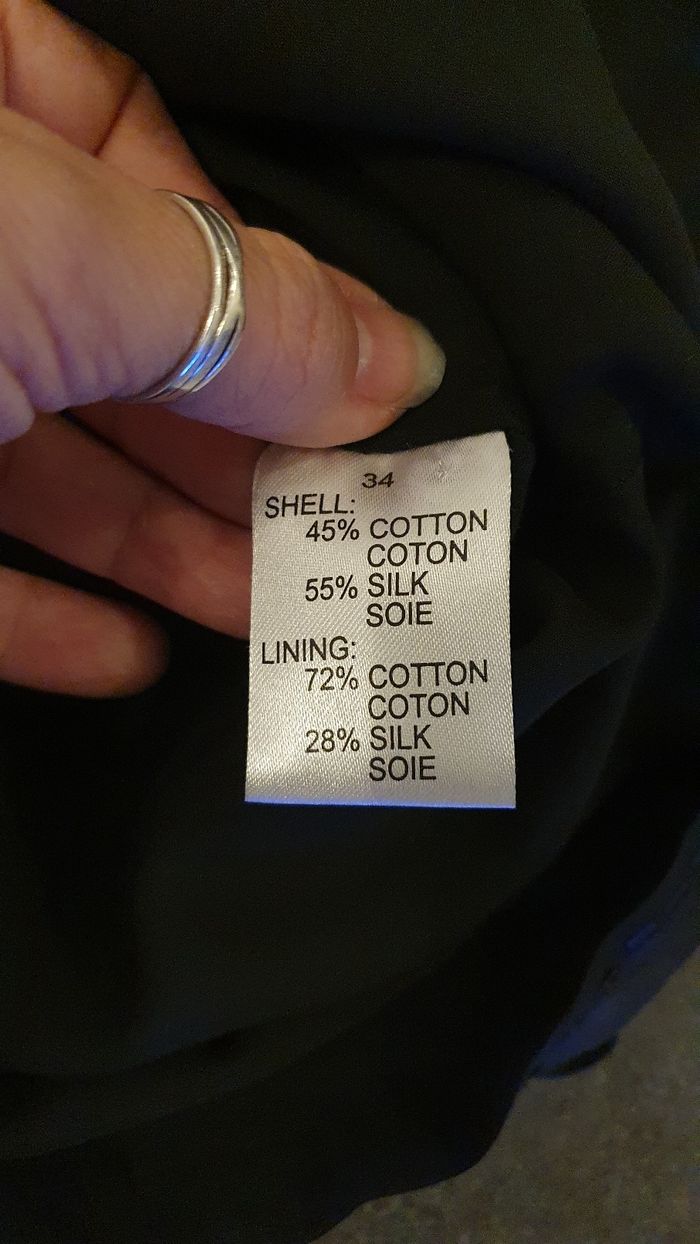 34
SHELL:
45% COTTON
COTON
55% SILK
SOIE
LINING:
72% COTTON
COTON
28% SILK
SOIE